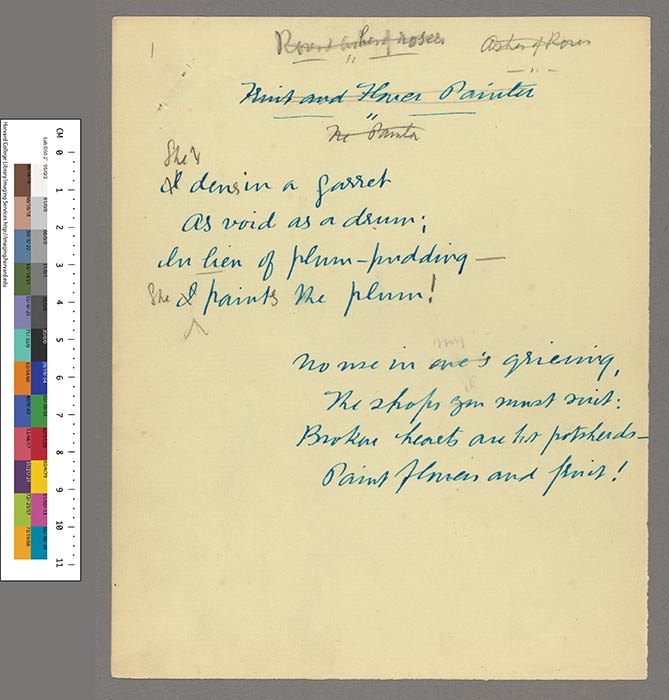 1
ashes of roses
Ashes of Roses
Fruit and Flower Painter
The Painter
She
I dens in a garret
As void as a drum;
In lieu of plum-pudding—
She I paints the plum!
my
No use in one's grieving,
The shops you must suit:
Broken hearts are but potsherds—
Paint flowers and fruit!
CM 0 1 2 3 4 5 6 7 8 9 10 11
Harvard College Library Imaging Services http://imaging.harvard.edu